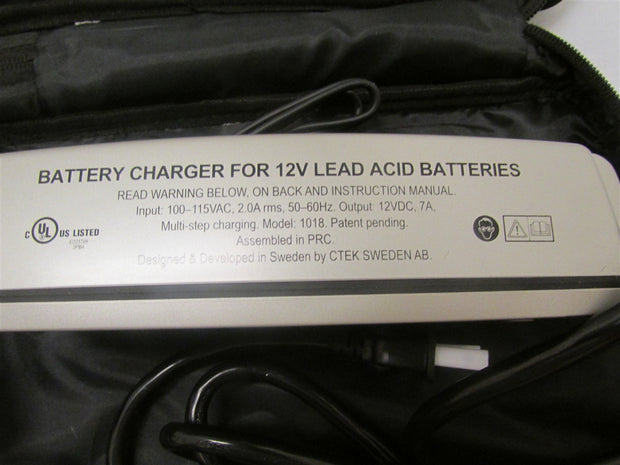 BATTERY CHARGER FOR 12V LEAD ACID BATTERIES
READ WARNING BELOW, ON BACK AND INSTRUCTION MANUAL.
Input: 100–115VAC, 2.0A rms, 50–60Hz. Output: 12VDC, 7A,
Multi-step charging. Model: 1018. Patent pending.
Assembled in PRC.
Designed & Developed in Sweden by CTEK SWEDEN AB.
C UL US LISTED